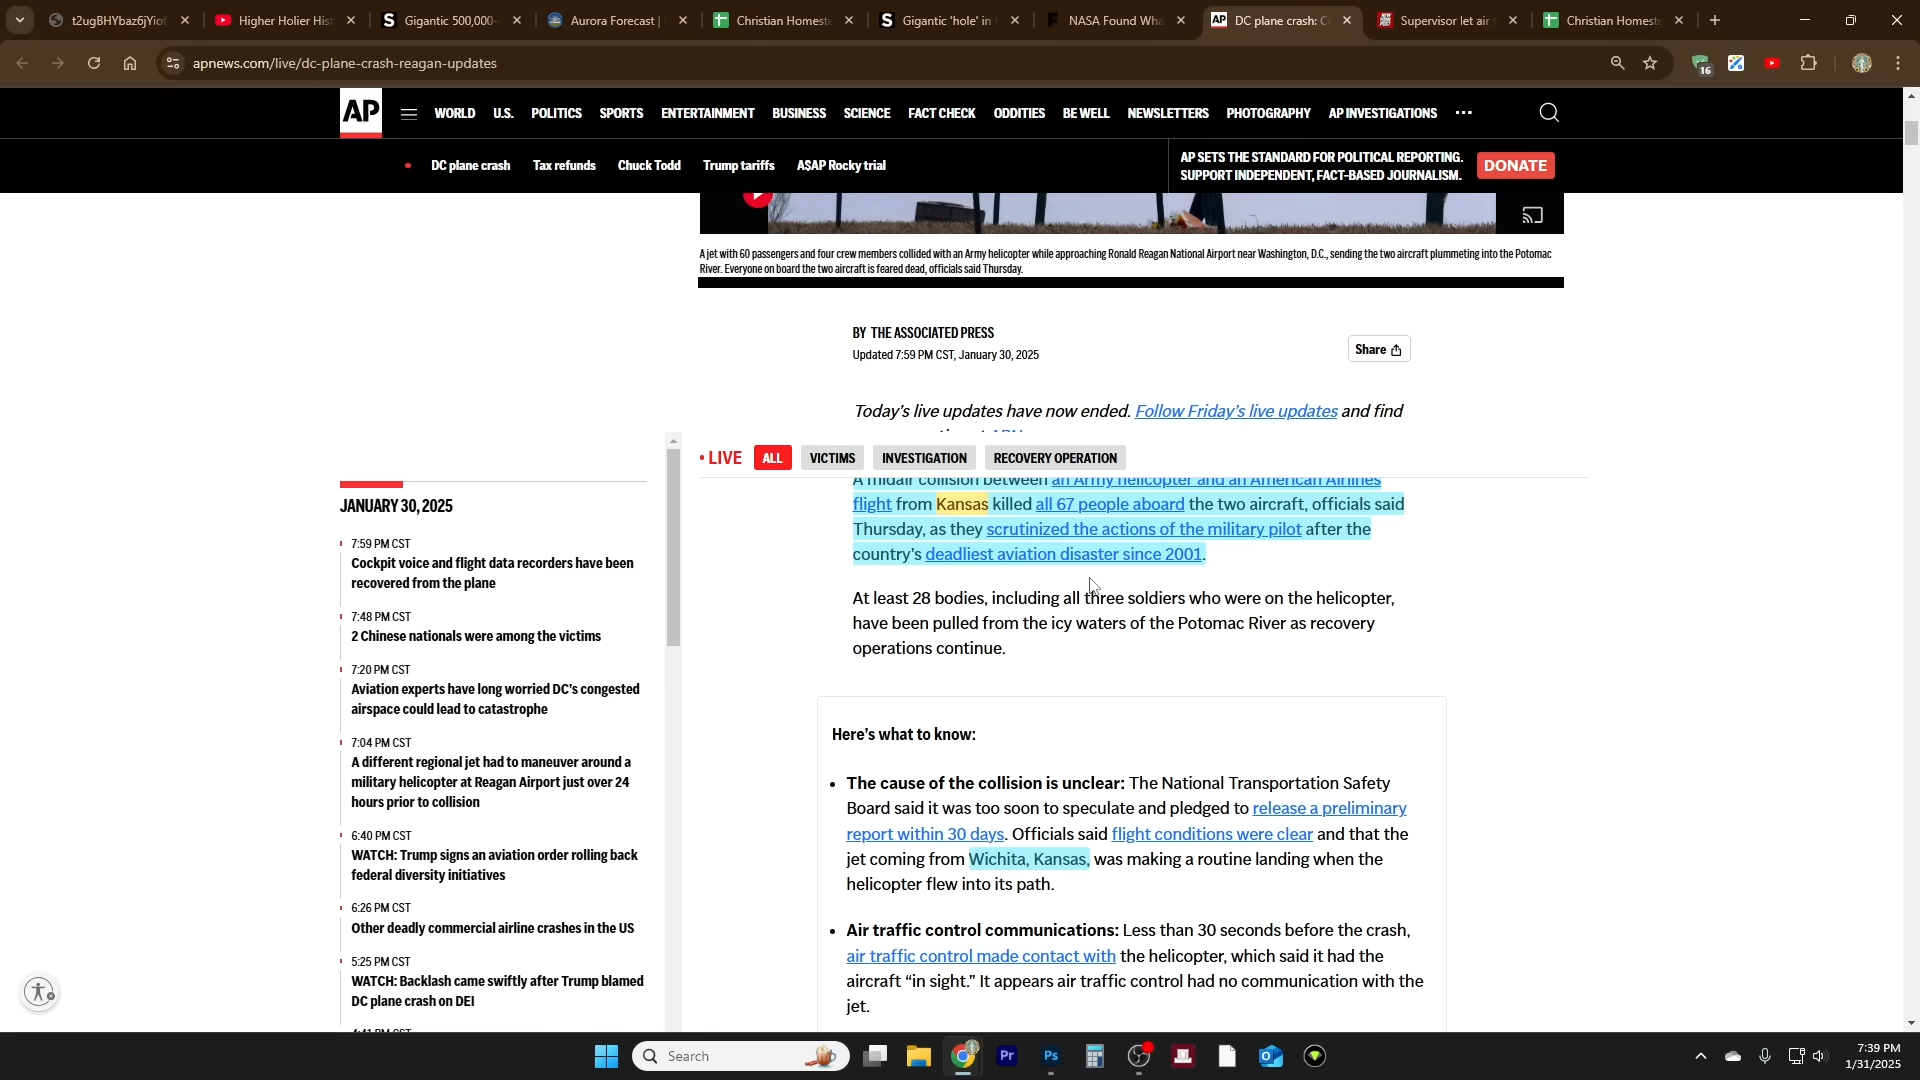 t2ugBHYbaz6jYiof
Higher Holier His
Gigantic 500,000-
Aurora Forecast |
Christian Homeste
Gigantic 'hole' in
NASA Found Wha
DC plane crash: C
Supervisor let air
Christian Homeste
apnews.com/live/dc-plane-crash-reagan-updates
16
AP
WORLD U.S. POLITICS SPORTS ENTERTAINMENT BUSINESS SCIENCE FACT CHECK ODDITIES BE WELL NEWSLETTERS PHOTOGRAPHY AP INVESTIGATIONS
DC plane crash Tax refunds Chuck Todd Trump tariffs A$AP Rocky trial
AP SETS THE STANDARD FOR POLITICAL REPORTING.
SUPPORT INDEPENDENT, FACT-BASED JOURNALISM.
DONATE
A jet with 60 passengers and four crew members collided with an Army helicopter while approaching Ronald Reagan National Airport near Washington, D.C., sending the two aircraft plummeting into the Potomac
River. Everyone on board the two aircraft is feared dead, officials said Thursday.
BY THE ASSOCIATED PRESS
Updated 7:59 PM CST, January 30, 2025
Share
Today's live updates have now ended. Follow Friday's live updates and find
• LIVE ALL VICTIMS INVESTIGATION RECOVERY OPERATION
A midair collision between an Army helicopter and an American Airlines
flight from Kansas killed all 67 people aboard the two aircraft, officials said
Thursday, as they scrutinized the actions of the military pilot after the
country's deadliest aviation disaster since 2001.
At least 28 bodies, including all three soldiers who were on the helicopter,
have been pulled from the icy waters of the Potomac River as recovery
operations continue.
Here's what to know:
• The cause of the collision is unclear: The National Transportation Safety
Board said it was too soon to speculate and pledged to release a preliminary
report within 30 days. Officials said flight conditions were clear and that the
jet coming from Wichita, Kansas, was making a routine landing when the
helicopter flew into its path.
• Air traffic control communications: Less than 30 seconds before the crash,
air traffic control made contact with the helicopter, which said it had the
aircraft “in sight.” It appears air traffic control had no communication with the
jet.
JANUARY 30, 2025
7:59 PM CST
Cockpit voice and flight data recorders have been
recovered from the plane
7:48 PM CST
2 Chinese nationals were among the victims
7:20 PM CST
Aviation experts have long worried DC's congested
airspace could lead to catastrophe
7:04 PM CST
A different regional jet had to maneuver around a
military helicopter at Reagan Airport just over 24
hours prior to collision
6:40 PM CST
WATCH: Trump signs an aviation order rolling back
federal diversity initiatives
6:26 PM CST
Other deadly commercial airline crashes in the US
5:25 PM CST
WATCH: Backlash came swiftly after Trump blamed
DC plane crash on DEI
4:41 PM CST
Search
Pr
Ps
7:39 PM
1/31/2025